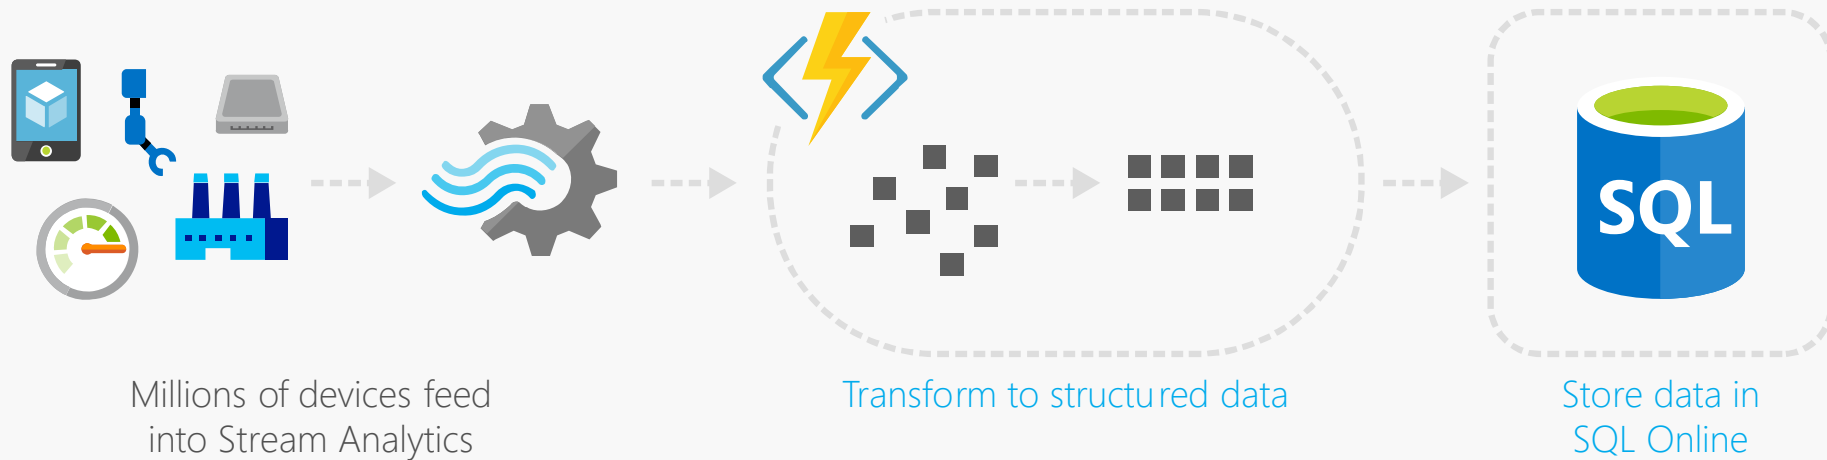 SQL
Millions of devices feed
into Stream Analytics
Transform to structured data
Store data in
SQL Online